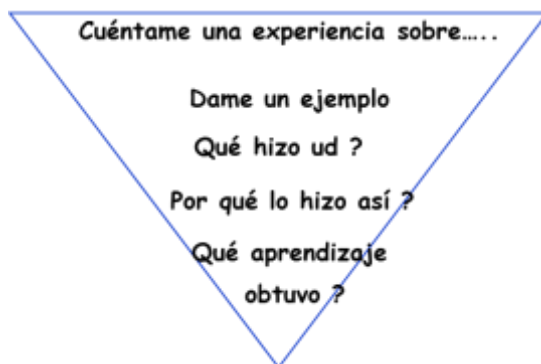 Cuéntame una experiencia sobre.....
Dame un ejemplo
Qué hizo ud ?
Por qué lo hizo así ?
Qué aprendizaje
obtuvo ?